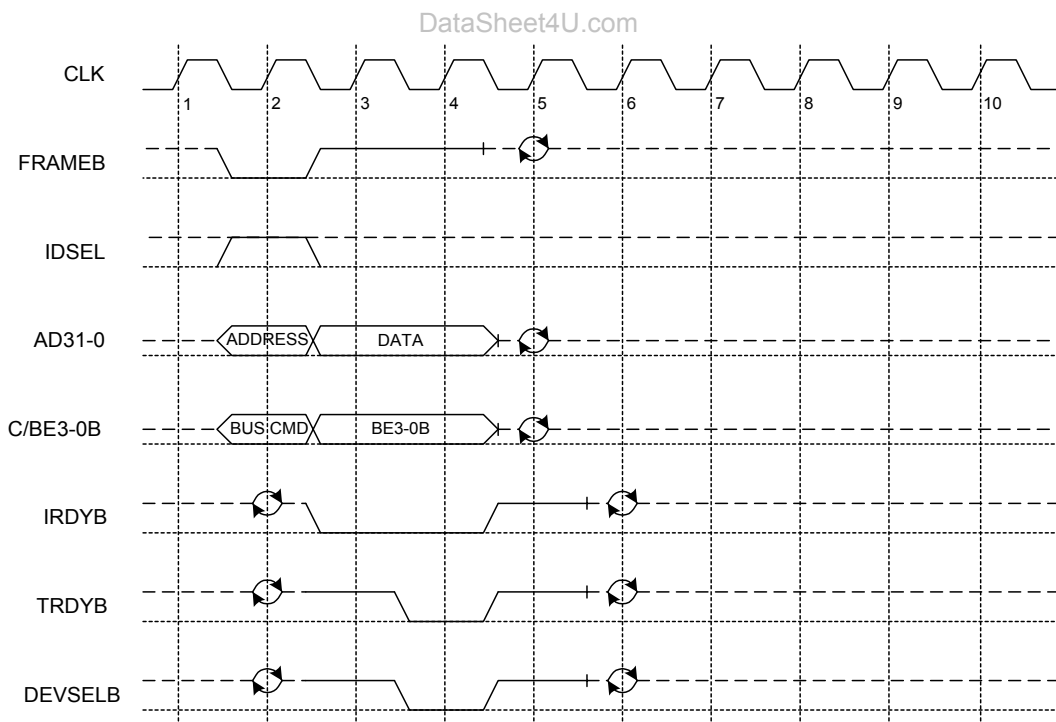 DataSheet4U.com
CLK
1 2 3 4 5 6 7 8 9 10
FRAMEB
IDSEL
AD31-0 ADDRESS DATA
C/BE3-0B BUS CMD BE3-0B
IRDYB
TRDYB
DEVSELB